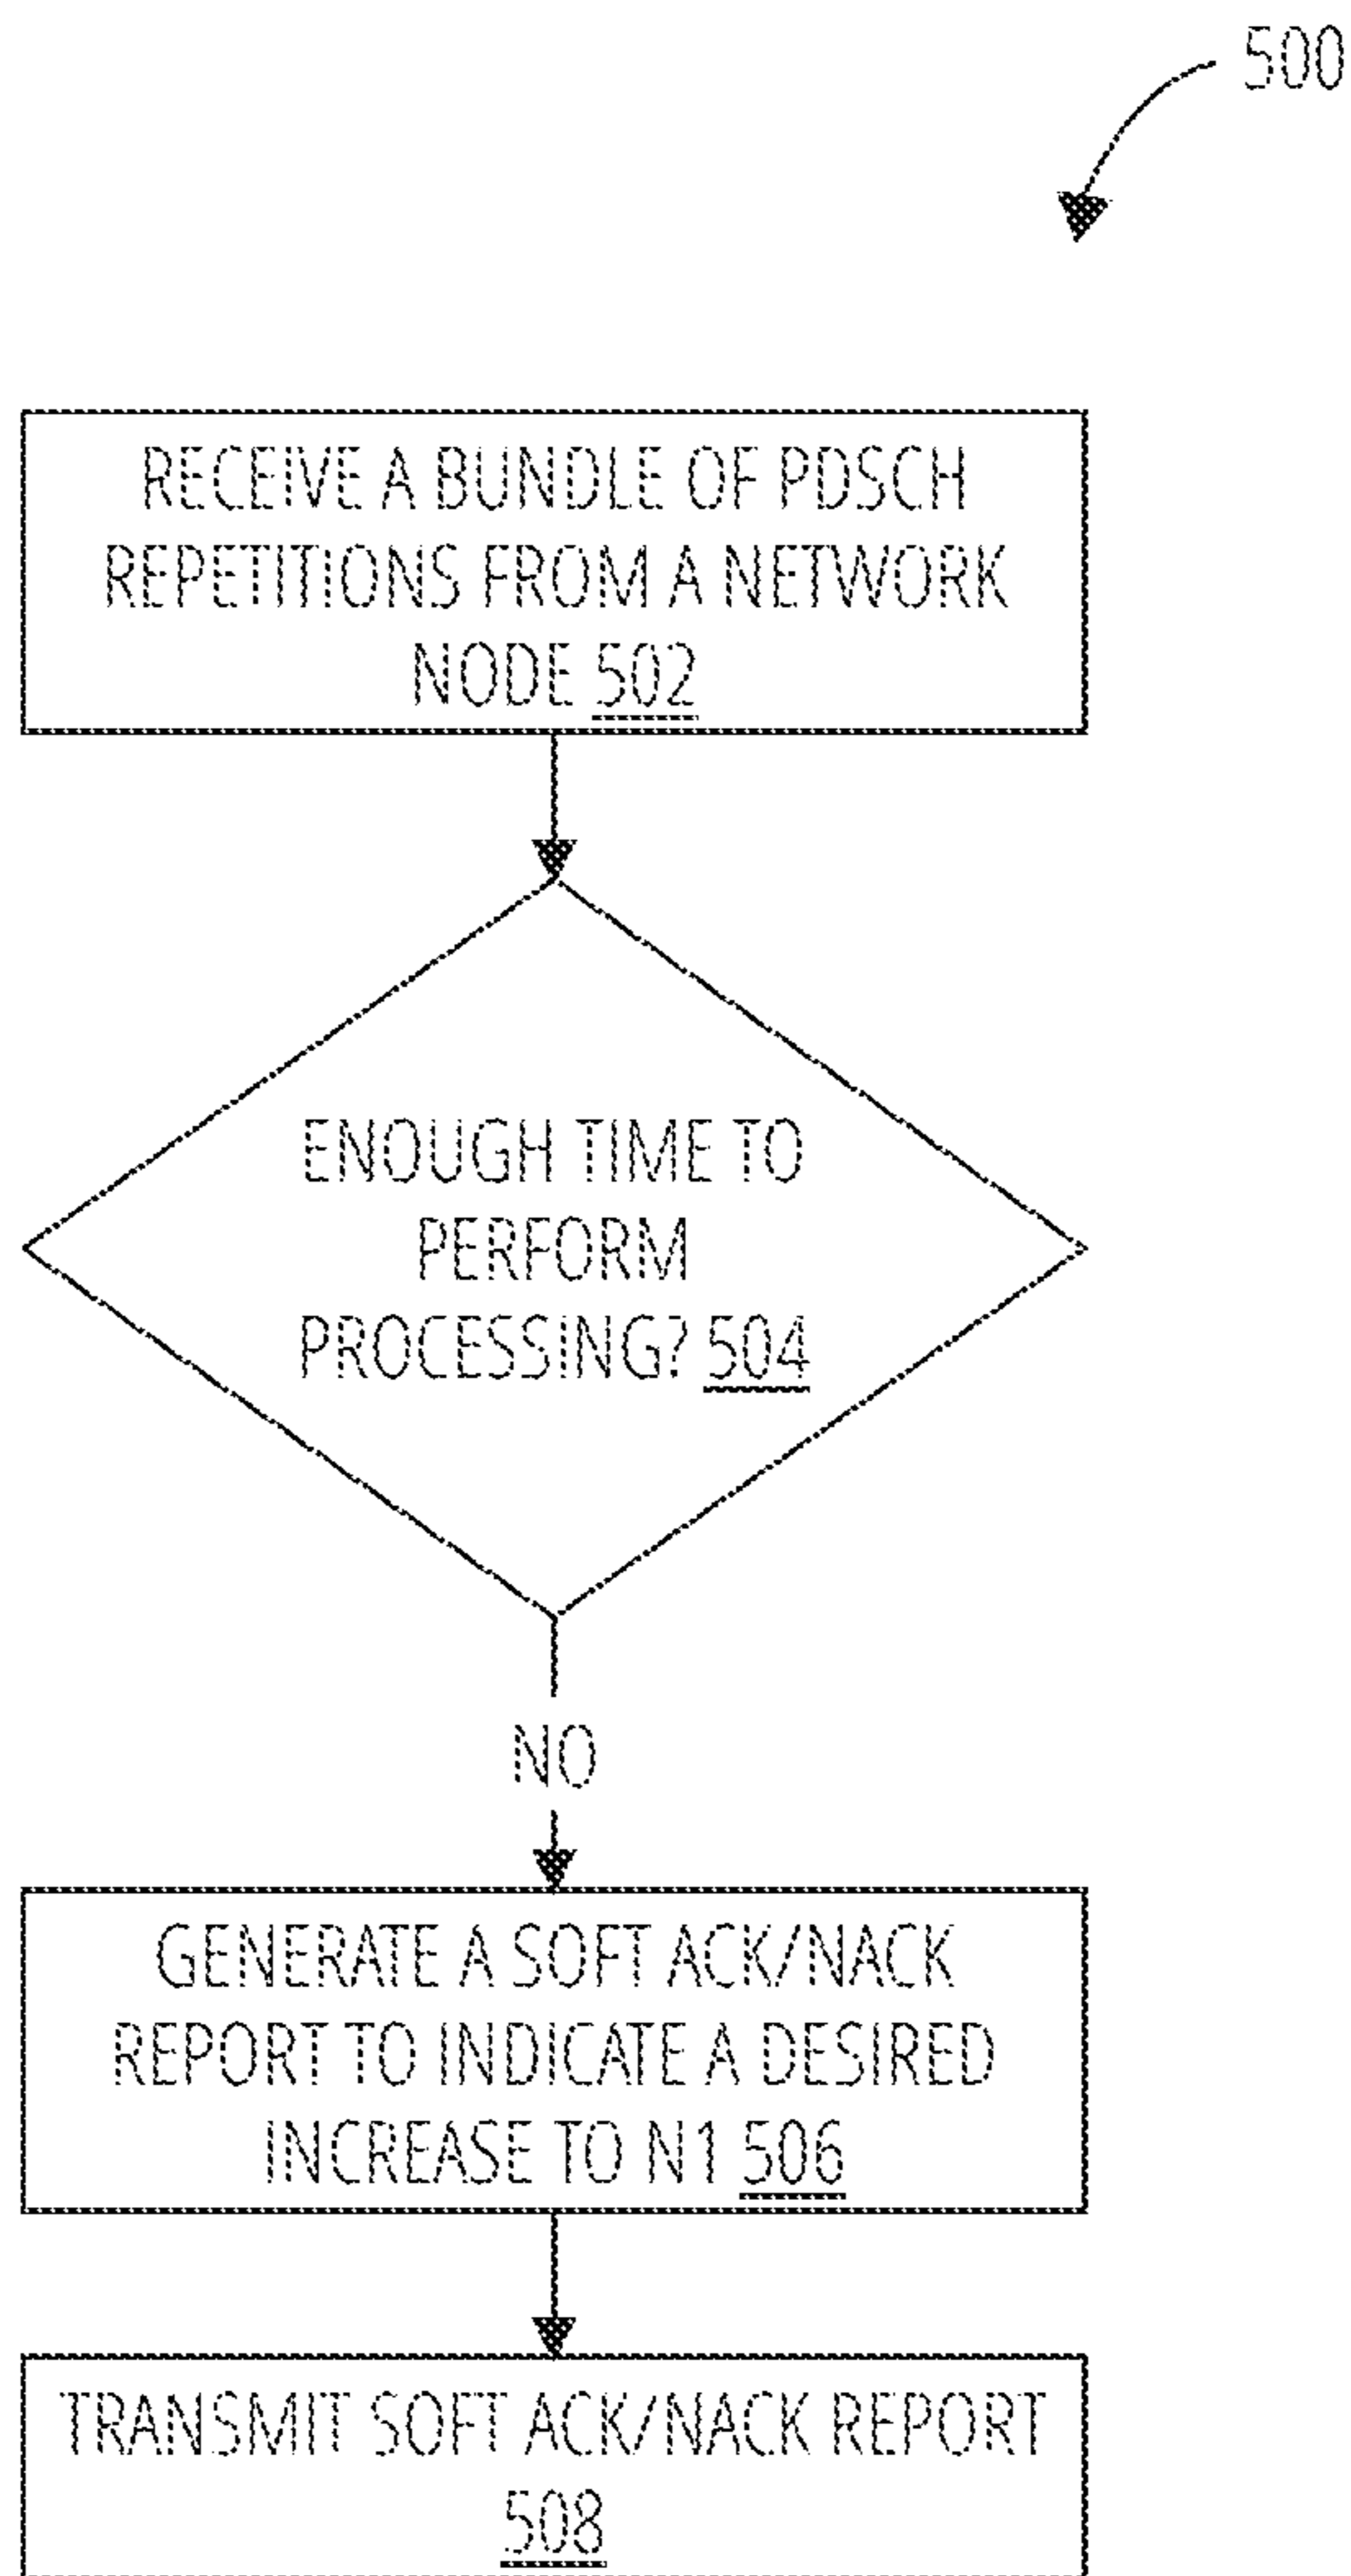 500
RECEIVE A BUNDLE OF PDSCH
REPETITIONS FROM A NETWORK
NODE 502
ENOUGH TIME TO
PERFORM
PROCESSING? 504
NO
GENERATE A SOFT ACK/NACK
REPORT TO INDICATE A DESIRED
INCREASE TO N1 506
TRANSMIT SOFT ACK/NACK REPORT
508